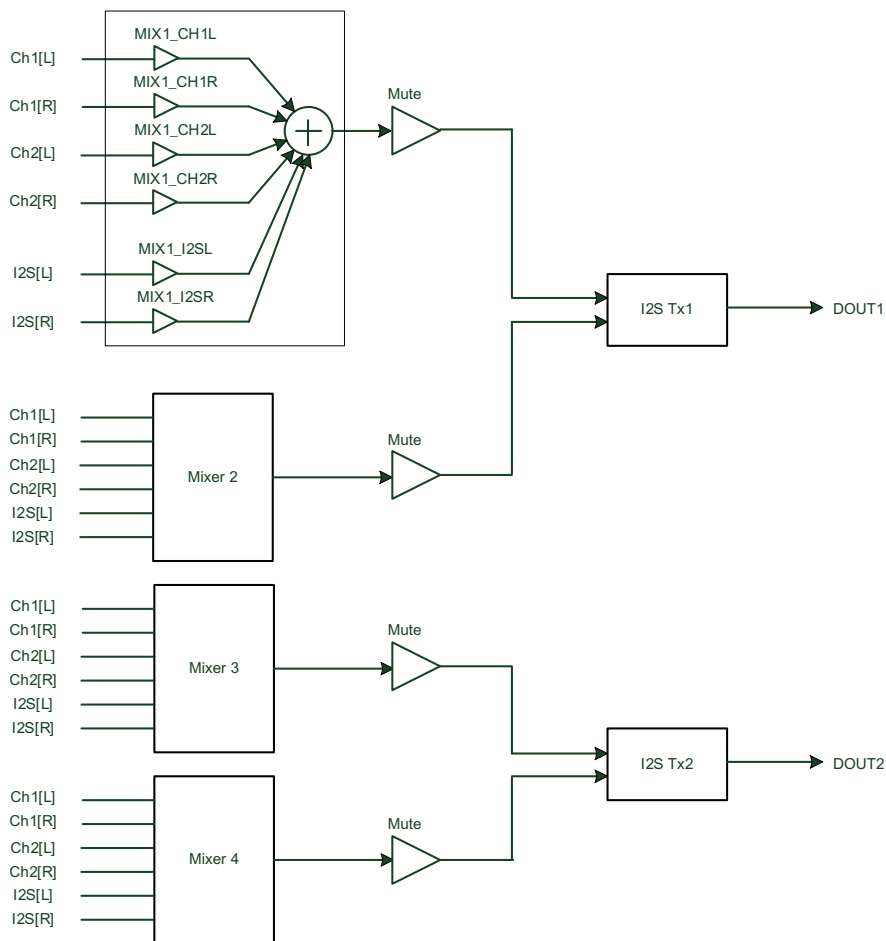 MIX1_CH1L
Ch1[L]
MIX1_CH1R
Mute
Ch1[R]
MIX1_CH2L
Ch2[L]
MIX1_CH2R
Ch2[R]
MIX1_I2SL
I2S[L]
MIX1_I2SR
I2S[R]
I2S Tx1
DOUT1
Ch1[L]
Ch1[R]
Mute
Ch2[L]
Mixer 2
Ch2[R]
I2S[L]
I2S[R]
Ch1[L]
Ch1[R]
Mute
Ch2[L]
Mixer 3
Ch2[R]
I2S[L]
I2S[R]
I2S Tx2
DOUT2
Ch1[L]
Ch1[R]
Mute
Ch2[L]
Mixer 4
Ch2[R]
I2S[L]
I2S[R]